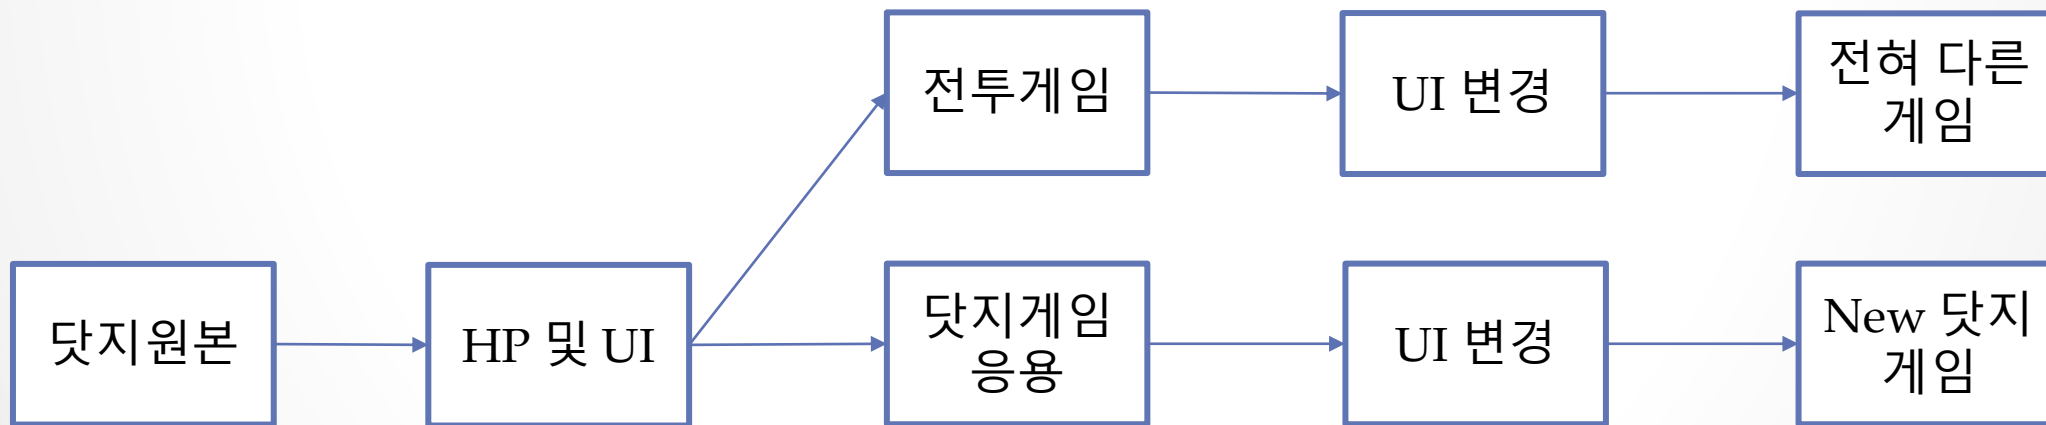 전투게임
UI 변경
전혀 다른
게임
닷지원본
HP 및 UI
닷지게임
응용
UI 변경
New 닷지
게임